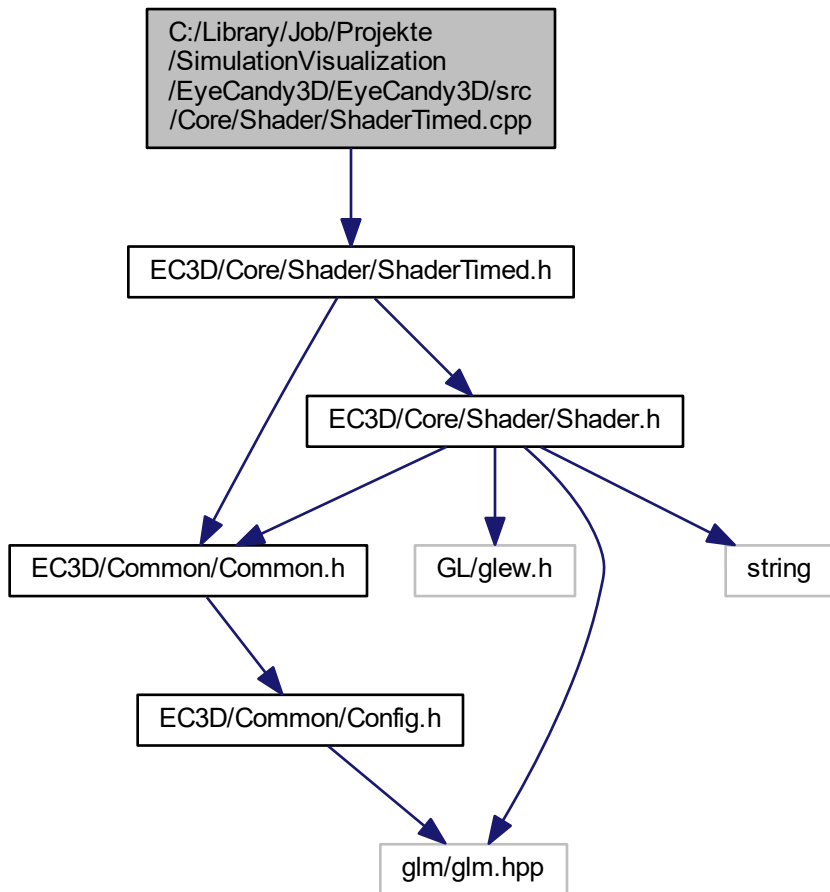 C:/Library/Job/Projekte
/SimulationVisualization
/EyeCandy3D/EyeCandy3D/src
/Core/Shader/ShaderTimed.cpp
EC3D/Core/Shader/ShaderTimed.h
EC3D/Core/Shader/Shader.h
EC3D/Common/Common.h
GL/glew.h
string
EC3D/Common/Config.h
glm/glm.hpp